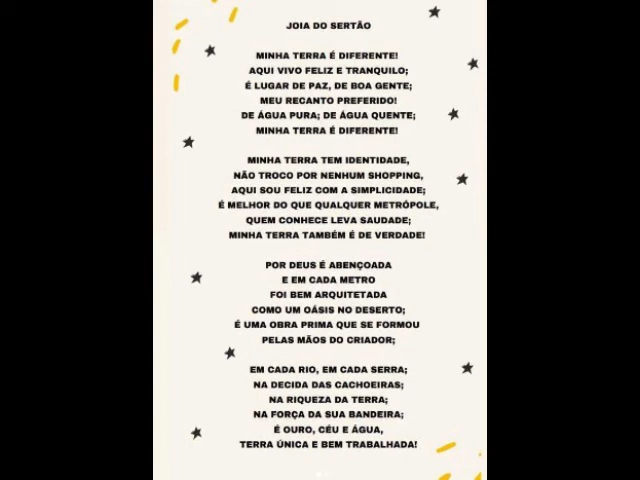 JOIA DO SERTÃO
MINHA TERRA É DIFERENTE!
AQUI VIVO FELIZ E TRANQUILO;
É LUGAR DE PAZ, DE BOA GENTE;
MEU RECANTO PREFERIDO!
DE ÁGUA PURA; DE ÁGUA QUENTE;
MINHA TERRA É DIFERENTE!
MINHA TERRA TEM IDENTIDADE,
NÃO TROCO POR NENHUM SHOPPING,
AQUI SOU FELIZ COM A SIMPLICIDADE;
É MELHOR DO QUE QUALQUER METRÓPOLE,
QUEM CONHECE LEVA SAUDADE;
MINHA TERRA TAMBÉM É DE VERDADE!
POR DEUS É ABENÇOADA
E EM CADA METRO
FOI BEM ARQUITETADA
COMO UM OÁSIS NO DESERTO;
É UMA OBRA PRIMA QUE SE FORMOU
PELAS MÃOS DO CRIADOR;
EM CADA RIO, EM CADA SERRA;
NA DECIDA DAS CACHOEIRAS;
NA RIQUEZA DA TERRA;
NA FORÇA DA SUA BANDEIRA;
É OURO, CÉU E ÁGUA,
TERRA ÚNICA E BEM TRABALHADA!